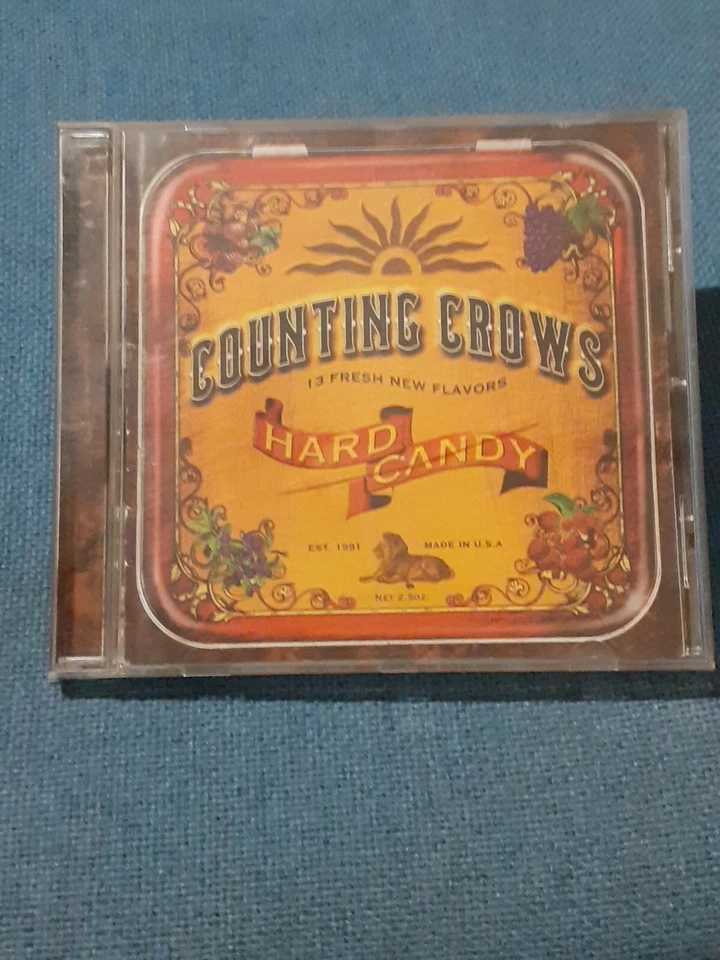 COUNTING CROWS
13 FRESH NEW FLAVORS
HARD
CANDY
EST. 1991 MADE IN U.S.A
NET 2.5OZ.